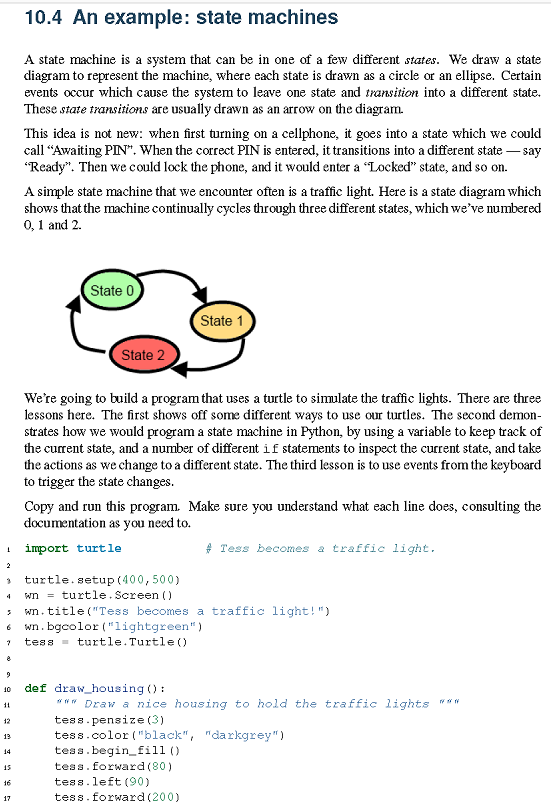 10.4 An example: state machines
A state machine is a system that can be in one of a few different states. We draw a state
diagram to represent the machine, where each state is drawn as a circle or an ellipse. Certain
events occur which cause the system to leave one state and transition into a different state.
These state transitions are usually drawn as an arrow on the diagram.
This idea is not new: when first turning on a cellphone, it goes into a state which we could
call “Awaiting PIN”. When the correct PIN is entered, it transitions into a different state — say
“Ready”. Then we could lock the phone, and it would enter a “Locked” state, and so on.
A simple state machine that we encounter often is a traffic light. Here is a state diagram which
shows that the machine continually cycles through three different states, which we’ve numbered
0, 1 and 2.
State 0
State 1
State 2
We’re going to build a program that uses a turtle to simulate the traffic lights. There are three
lessons here. The first shows off some different ways to use our turtles. The second demon-
strates how we would program a state machine in Python, by using a variable to keep track of
the current state, and a number of different if statements to inspect the current state, and take
the actions as we change to a different state. The third lesson is to use events from the keyboard
to trigger the state changes.
Copy and run this program. Make sure you understand what each line does, consulting the
documentation as you need to.
1 import turtle # Tess becomes a traffic light.
2
3 turtle.setup(400,500)
4 wn = turtle.Screen()
5 wn.title("Tess becomes a traffic light!")
6 wn.bgcolor("lightgreen")
7 tess = turtle.Turtle()
8
9
10 def draw_housing():
11 """ Draw a nice housing to hold the traffic lights """
12 tess.pensize(3)
13 tess.color("black", "darkgrey")
14 tess.begin_fill()
15 tess.forward(80)
16 tess.left(90)
17 tess.forward(200)